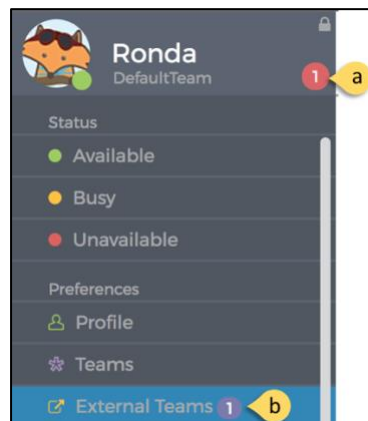 Ronda
DefaultTeam
1 a
Status
Available
Busy
Unavailable
Preferences
Profile
Teams
External Teams 1 b